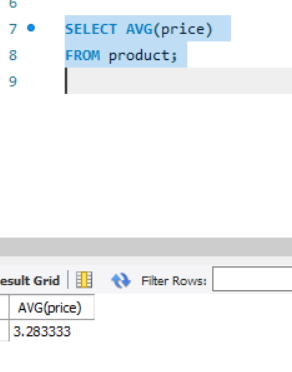 6
7 SELECT AVG(price)
8 FROM product;
9
esult Grid Filter Rows:
AVG(price)
3.283333